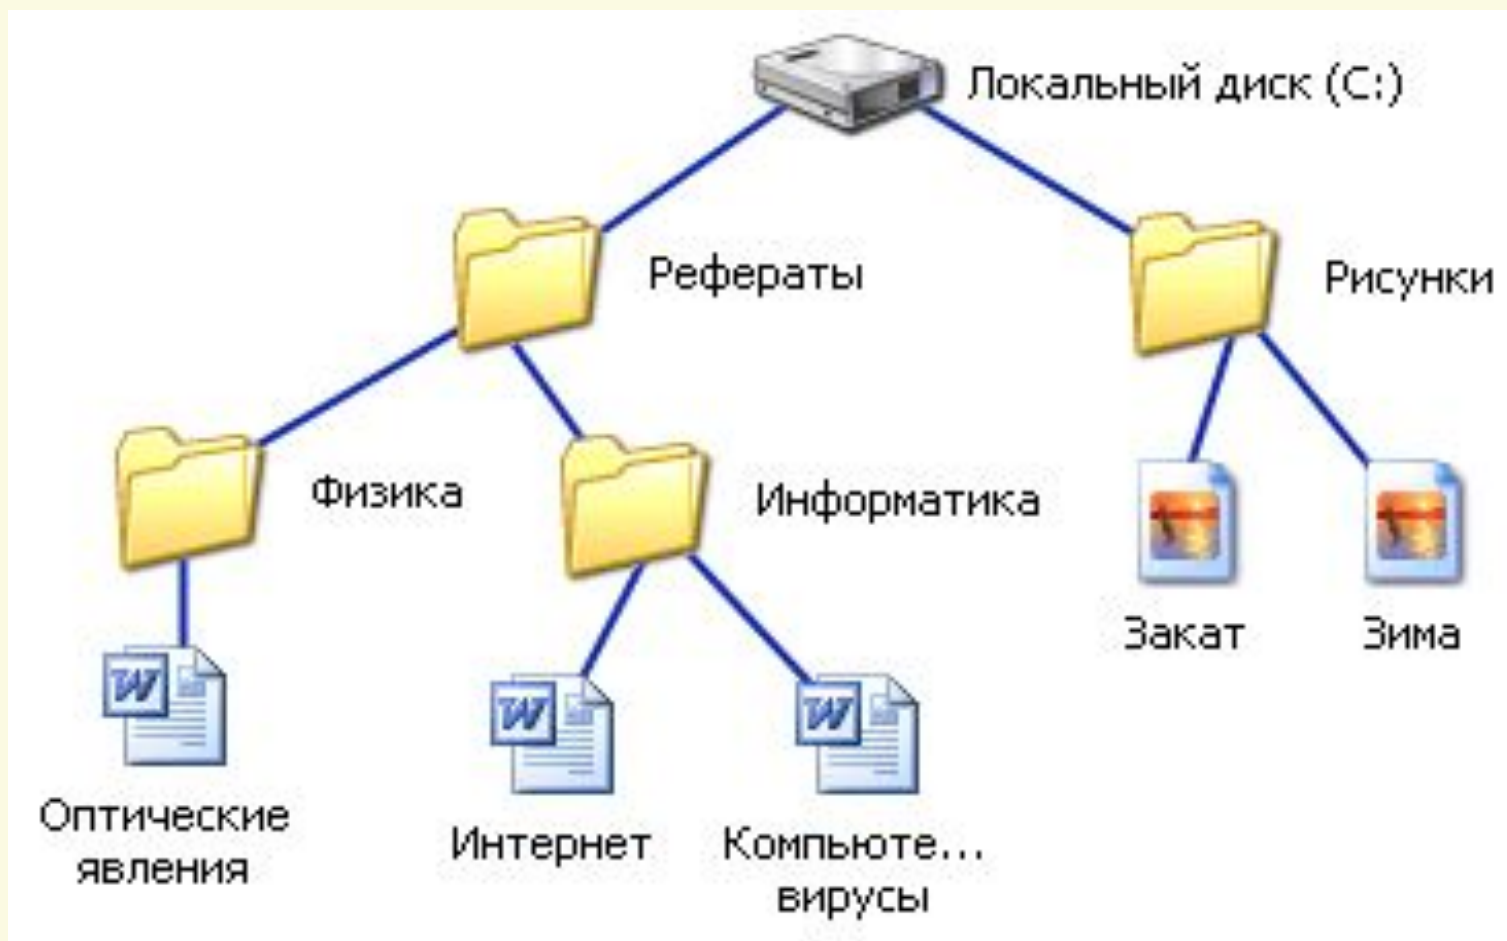 Локальный диск (C:)
Рефераты
Рисунки
Физика
Информатика
Закат
Зима
Оптические
явления
Интернет
Компьюте...
вирусы